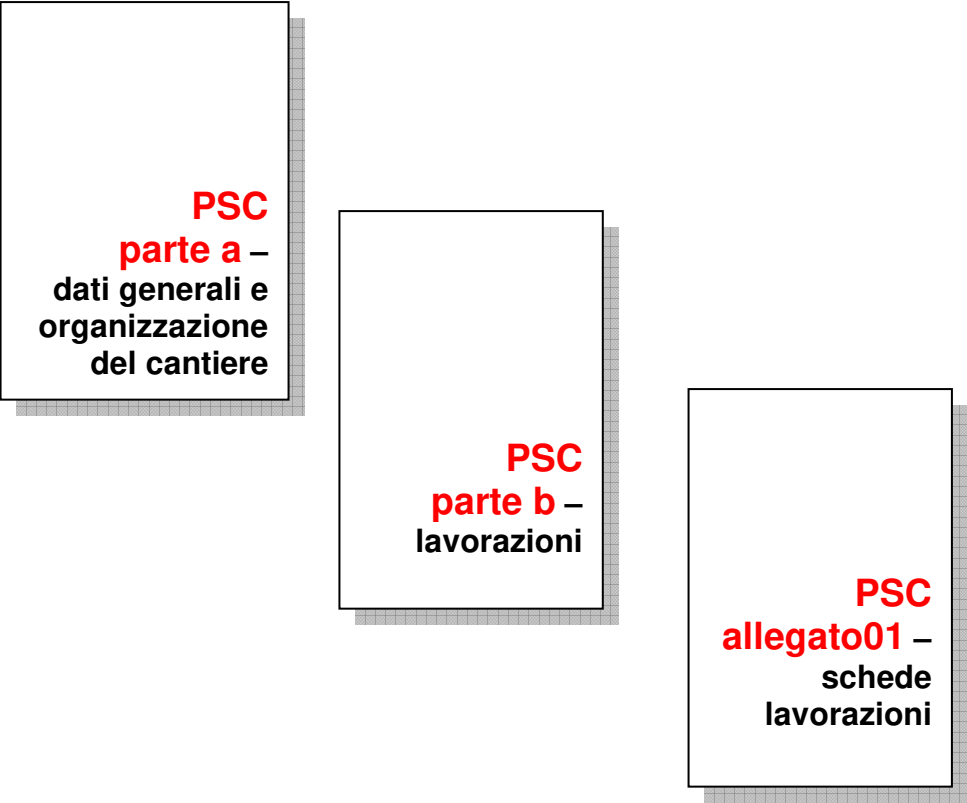 PSC
parte a –
dati generali e
organizzazione
del cantiere
PSC
parte b –
lavorazioni
PSC
allegato01 –
schede
lavorazioni